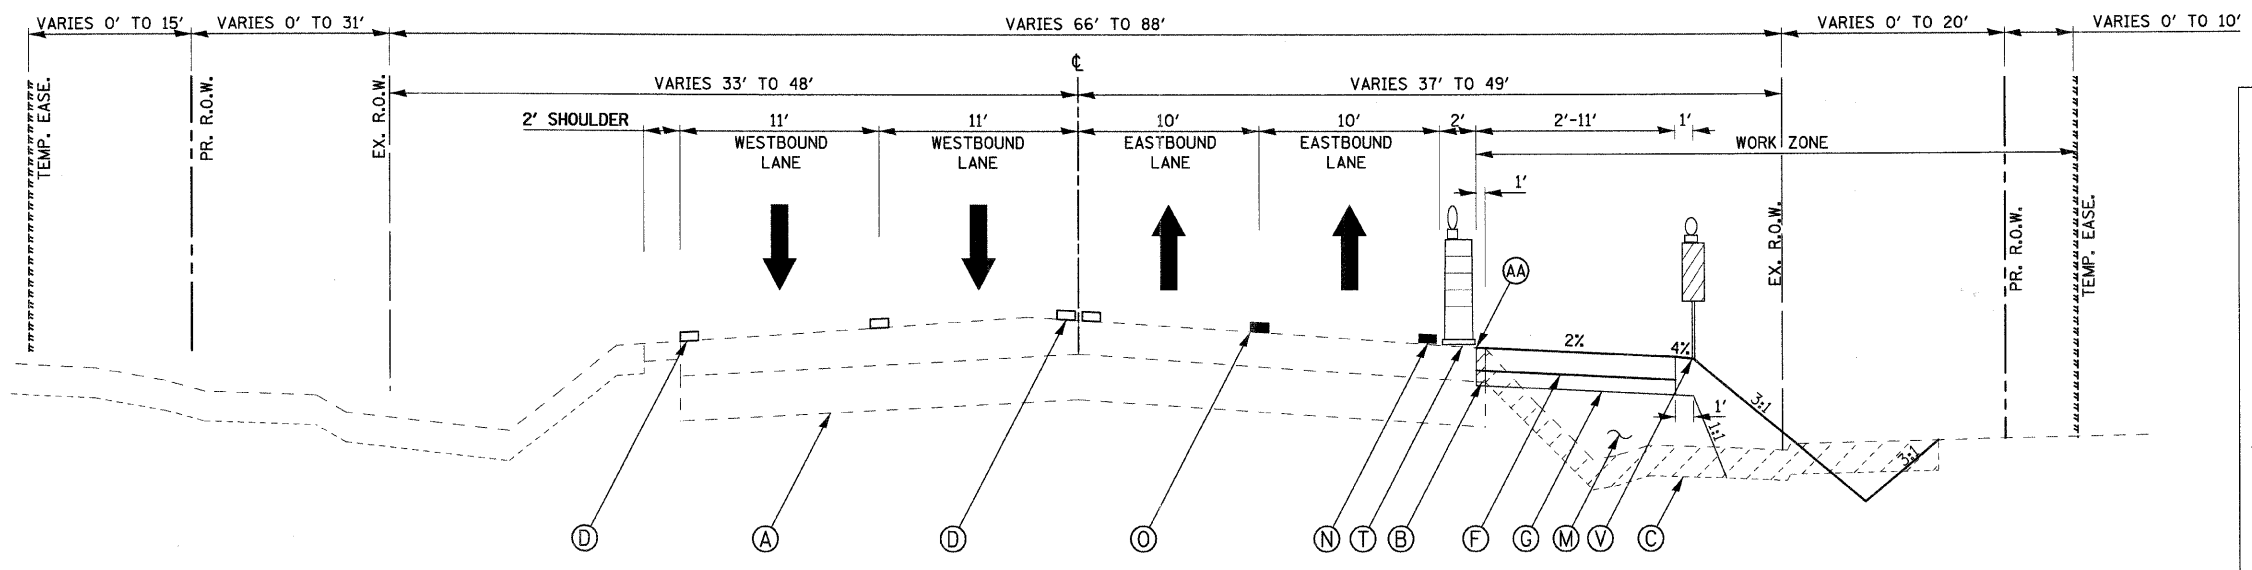 VARIES 0' TO 15'
VARIES 0' TO 31'
VARIES 66' TO 88'
VARIES 0' TO 20'
VARIES 0' TO 10'
℄
VARIES 33' TO 48'
VARIES 37' TO 49'
TEMP. EASE.
PR. R.O.W.
EX. R.O.W.
2' SHOULDER
11'
WESTBOUND
LANE
11'
WESTBOUND
LANE
10'
EASTBOUND
LANE
10'
EASTBOUND
LANE
2'
2'-11'
1'
WORK ZONE
1'
EX. R.O.W.
PR. R.O.W.
TEMP. EASE.
AA
2%
4%
3:1
1'
1:1
3:1
D
A
D
O
N
T
B
F
G
M
V
C